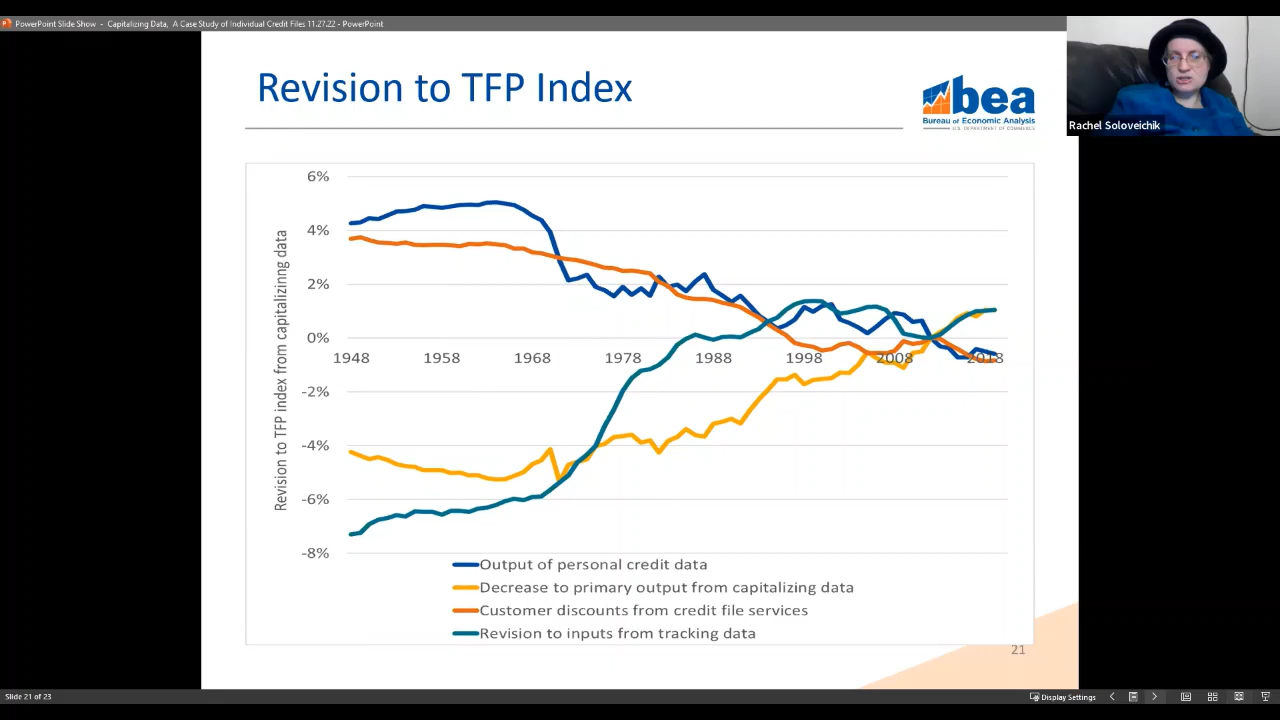 PowerPoint Slide Show - Capitalizing Data, A Case Study of Individual Credit Files 11.27.22 - PowerPoint
Revision to TFP Index
bea
Bureau of Economic Analysis
U.S. DEPARTMENT OF COMMERCE
Rachel Soloveichik
Revision to TFP index from capitalizinng data
6%
4%
2%
0%
-2%
-4%
-6%
-8%
1948 1958 1968 1978 1988 1998 2008 2018
Output of personal credit data
Decrease to primary output from capitalizing data
Customer discounts from credit file services
Revision to inputs from tracking data
21
Slide 21 of 23
Display Settings